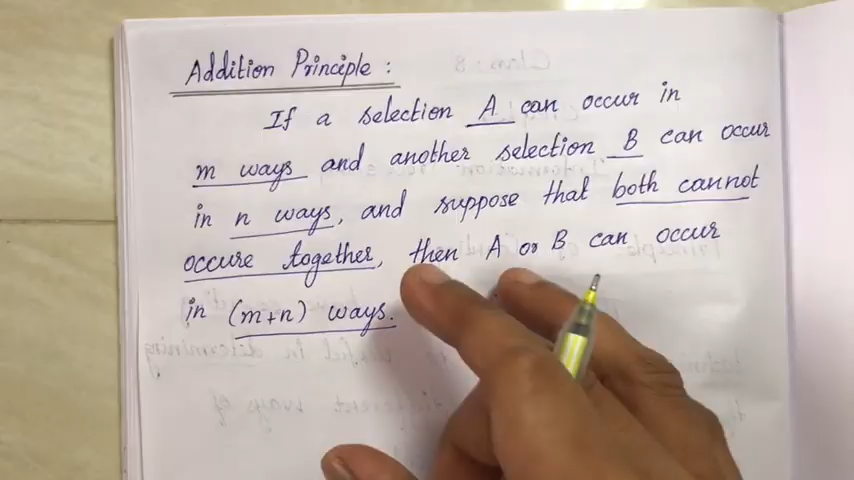 Addition Principle :
If a selection A can occur in
m ways and another selection B can occur
in n ways, and suppose that both cannot
occure together, then A or B can occur
in (m+n) ways.